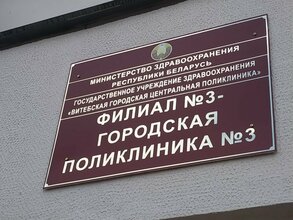 МИНИСТЕРСТВО ЗДРАВООХРАНЕНИЯ
РЕСПУБЛИКИ БЕЛАРУСЬ
ГОСУДАРСТВЕННОЕ УЧРЕЖДЕНИЕ ЗДРАВООХРАНЕНИЯ
«ВИТЕБСКАЯ ГОРОДСКАЯ ЦЕНТРАЛЬНАЯ ПОЛИКЛИНИКА»
ФИЛИАЛ №3-
ГОРОДСКАЯ
ПОЛИКЛИНИКА №3